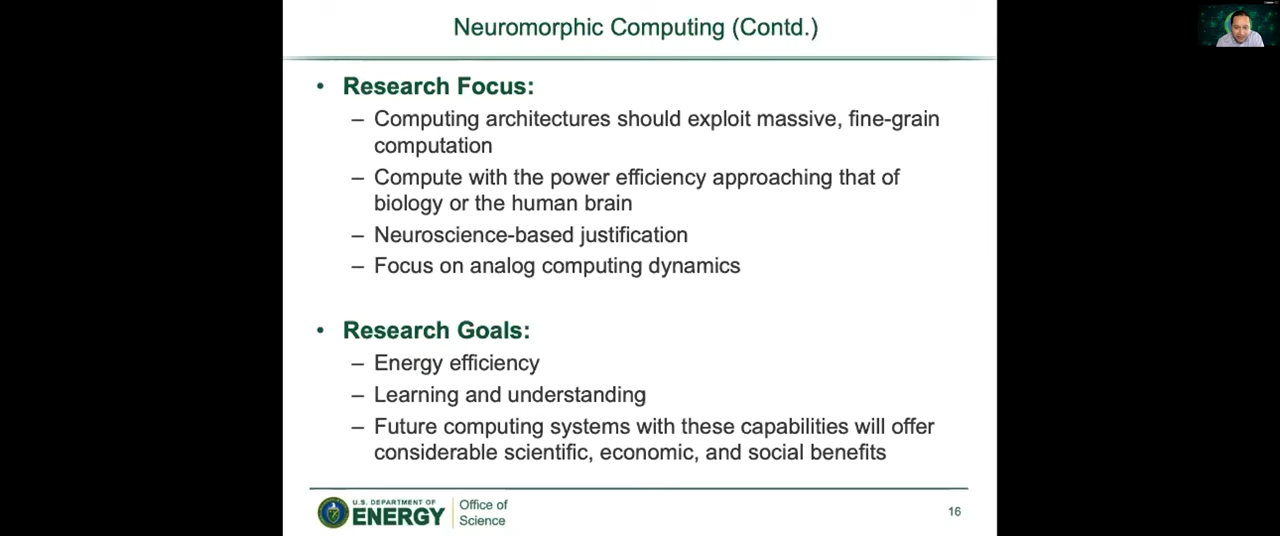 Neuromorphic Computing (Contd.)
• Research Focus:
– Computing architectures should exploit massive, fine-grain
computation
– Compute with the power efficiency approaching that of
biology or the human brain
– Neuroscience-based justification
– Focus on analog computing dynamics
• Research Goals:
– Energy efficiency
– Learning and understanding
– Future computing systems with these capabilities will offer
considerable scientific, economic, and social benefits
U.S. DEPARTMENT OF
ENERGY
Office of
Science
16